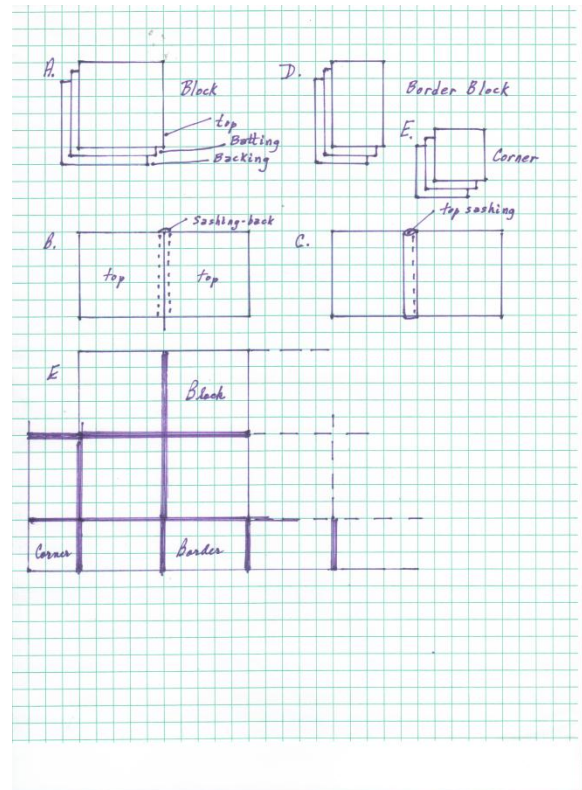 A.
Block
top
Batting
Backing
D.
Border Block
E.
Corner
Sashing-back
B.
top top
top sashing
C.
E
Block
Corner Border